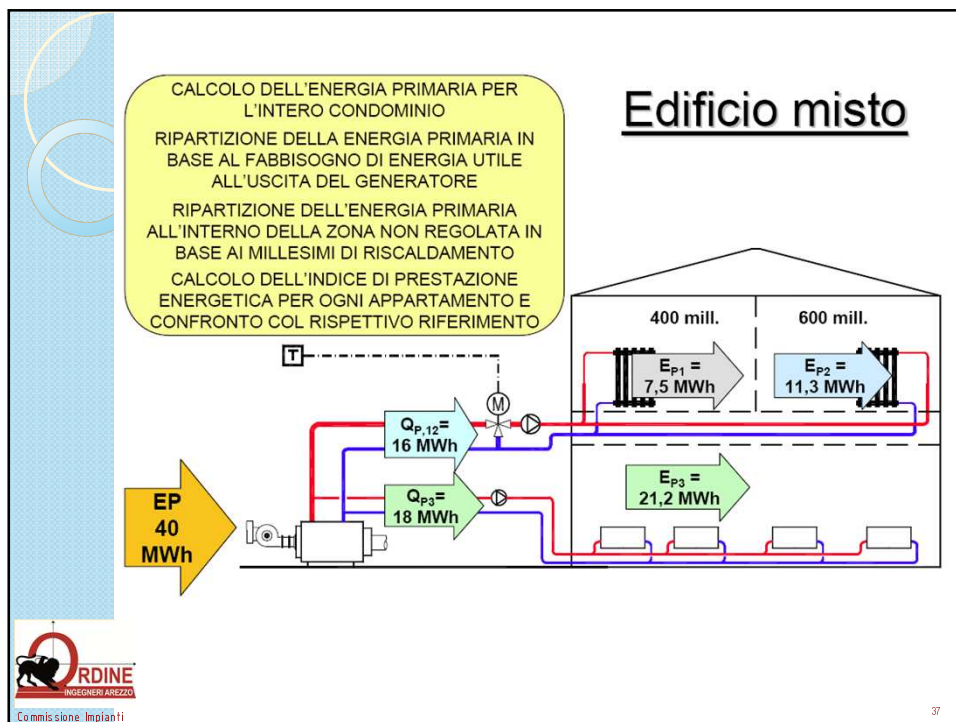 CALCOLO DELL'ENERGIA PRIMARIA PER
L'INTERO CONDOMINIO
RIPARTIZIONE DELLA ENERGIA PRIMARIA IN
BASE AL FABBISOGNO DI ENERGIA UTILE
ALL'USCITA DEL GENERATORE
RIPARTIZIONE DELL'ENERGIA PRIMARIA
ALL'INTERNO DELLA ZONA NON REGOLATA IN
BASE AI MILLESIMI DI RISCALDAMENTO
CALCOLO DELL'INDICE DI PRESTAZIONE
ENERGETICA PER OGNI APPARTAMENTO E
CONFRONTO COL RISPETTIVO RIFERIMENTO
Edificio misto
400 mill.
600 mill.
T
EP1 =
7,5 MWh
EP2 =
11,3 MWh
M
QP,12=
16 MWh
EP3 =
21,2 MWh
QP3=
18 MWh
EP
40
MWh
ORDINE
INGEGNERI AREZZO
Commissione Impianti
37